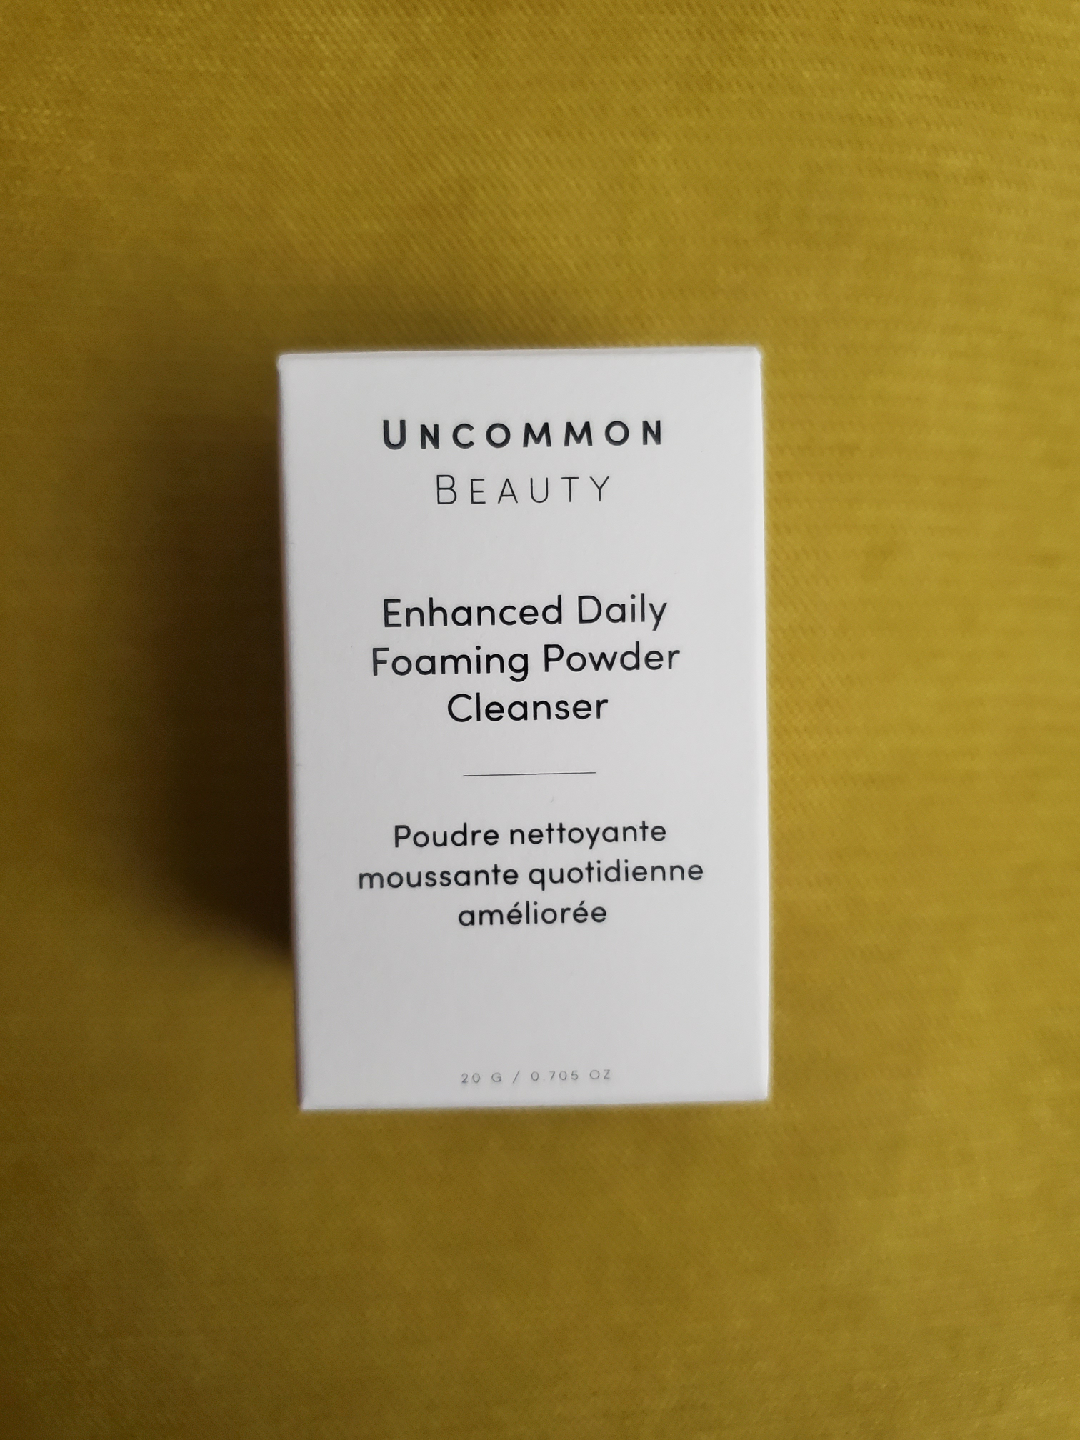 UNCOMMON
BEAUTY
Enhanced Daily
Foaming Powder
Cleanser
Poudre nettoyante
moussante quotidienne
améliorée
20 G / 0.705 OZ